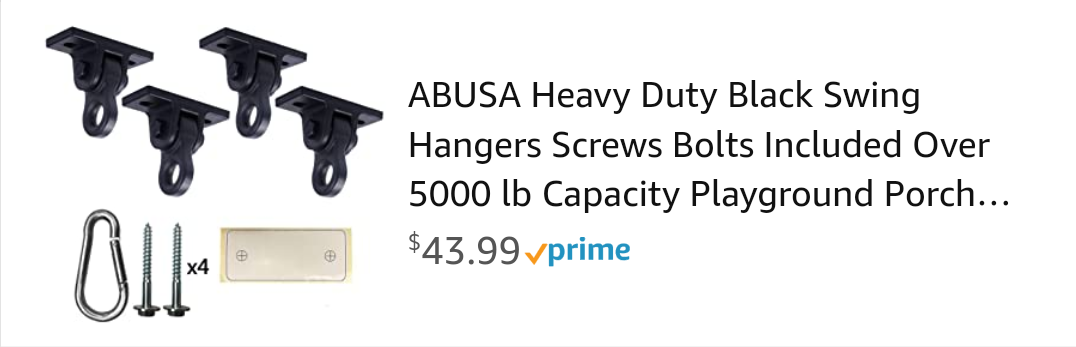 ABUSA Heavy Duty Black Swing
Hangers Screws Bolts Included Over
5000 lb Capacity Playground Porch...
x4
$43.99 prime